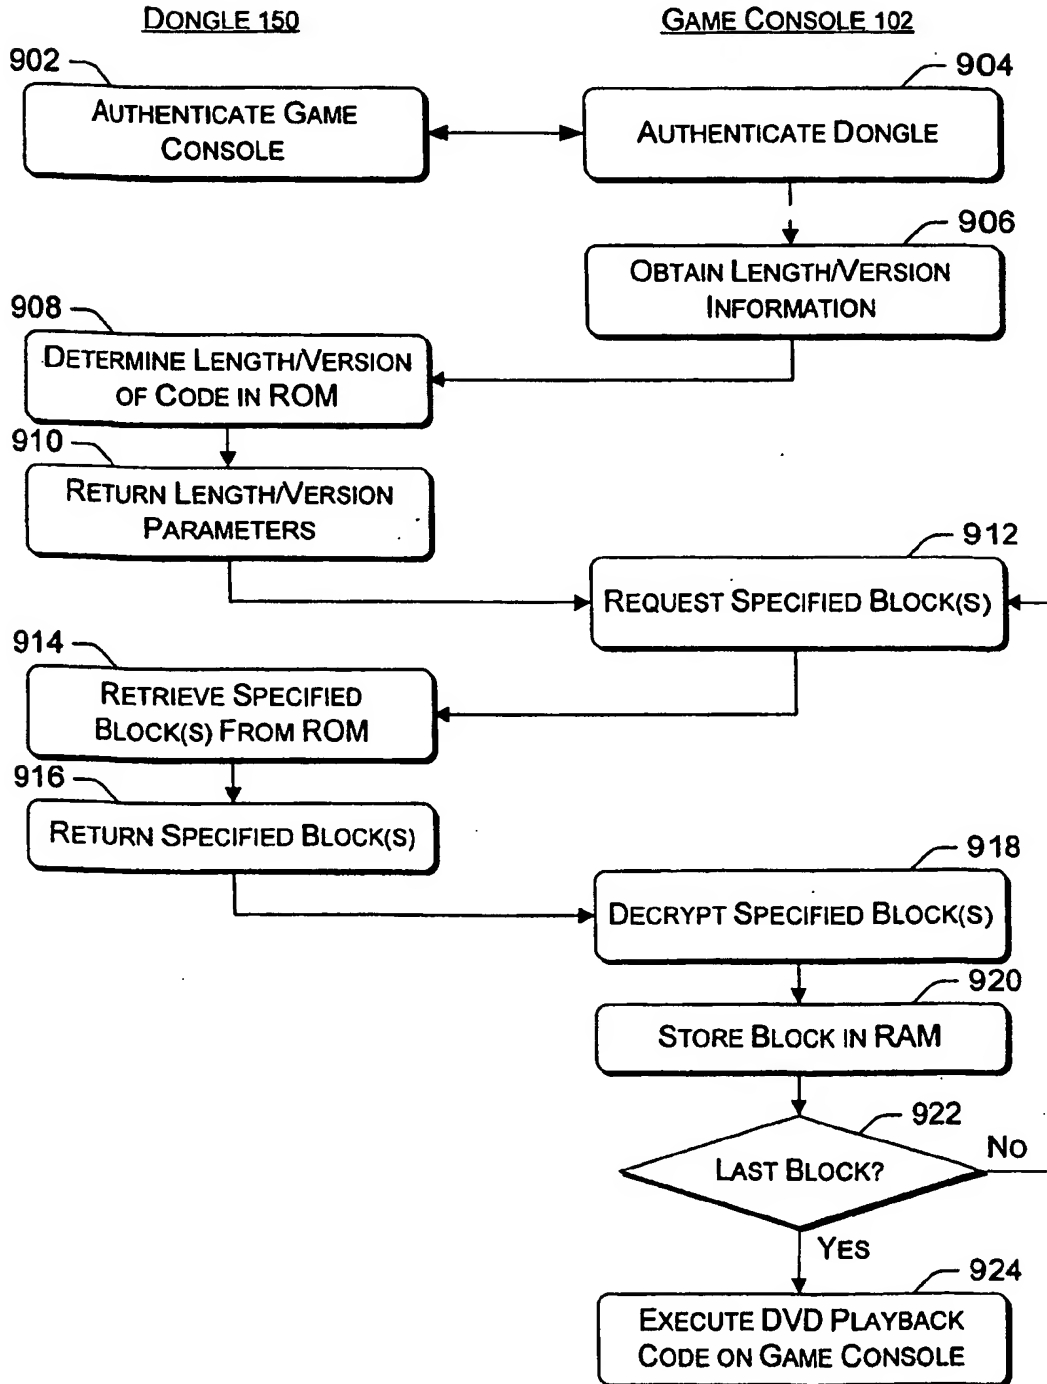 DONGLE 150
GAME CONSOLE 102
902
AUTHENTICATE GAME
CONSOLE
904
AUTHENTICATE DONGLE
906
OBTAIN LENGTH/VERSION
INFORMATION
908
DETERMINE LENGTH/VERSION
OF CODE IN ROM
910
RETURN LENGTH/VERSION
PARAMETERS
912
REQUEST SPECIFIED BLOCK(S)
914
RETRIEVE SPECIFIED
BLOCK(S) FROM ROM
916
RETURN SPECIFIED BLOCK(S)
918
DECRYPT SPECIFIED BLOCK(S)
920
STORE BLOCK IN RAM
922
LAST BLOCK?
NO
YES
924
EXECUTE DVD PLAYBACK
CODE ON GAME CONSOLE